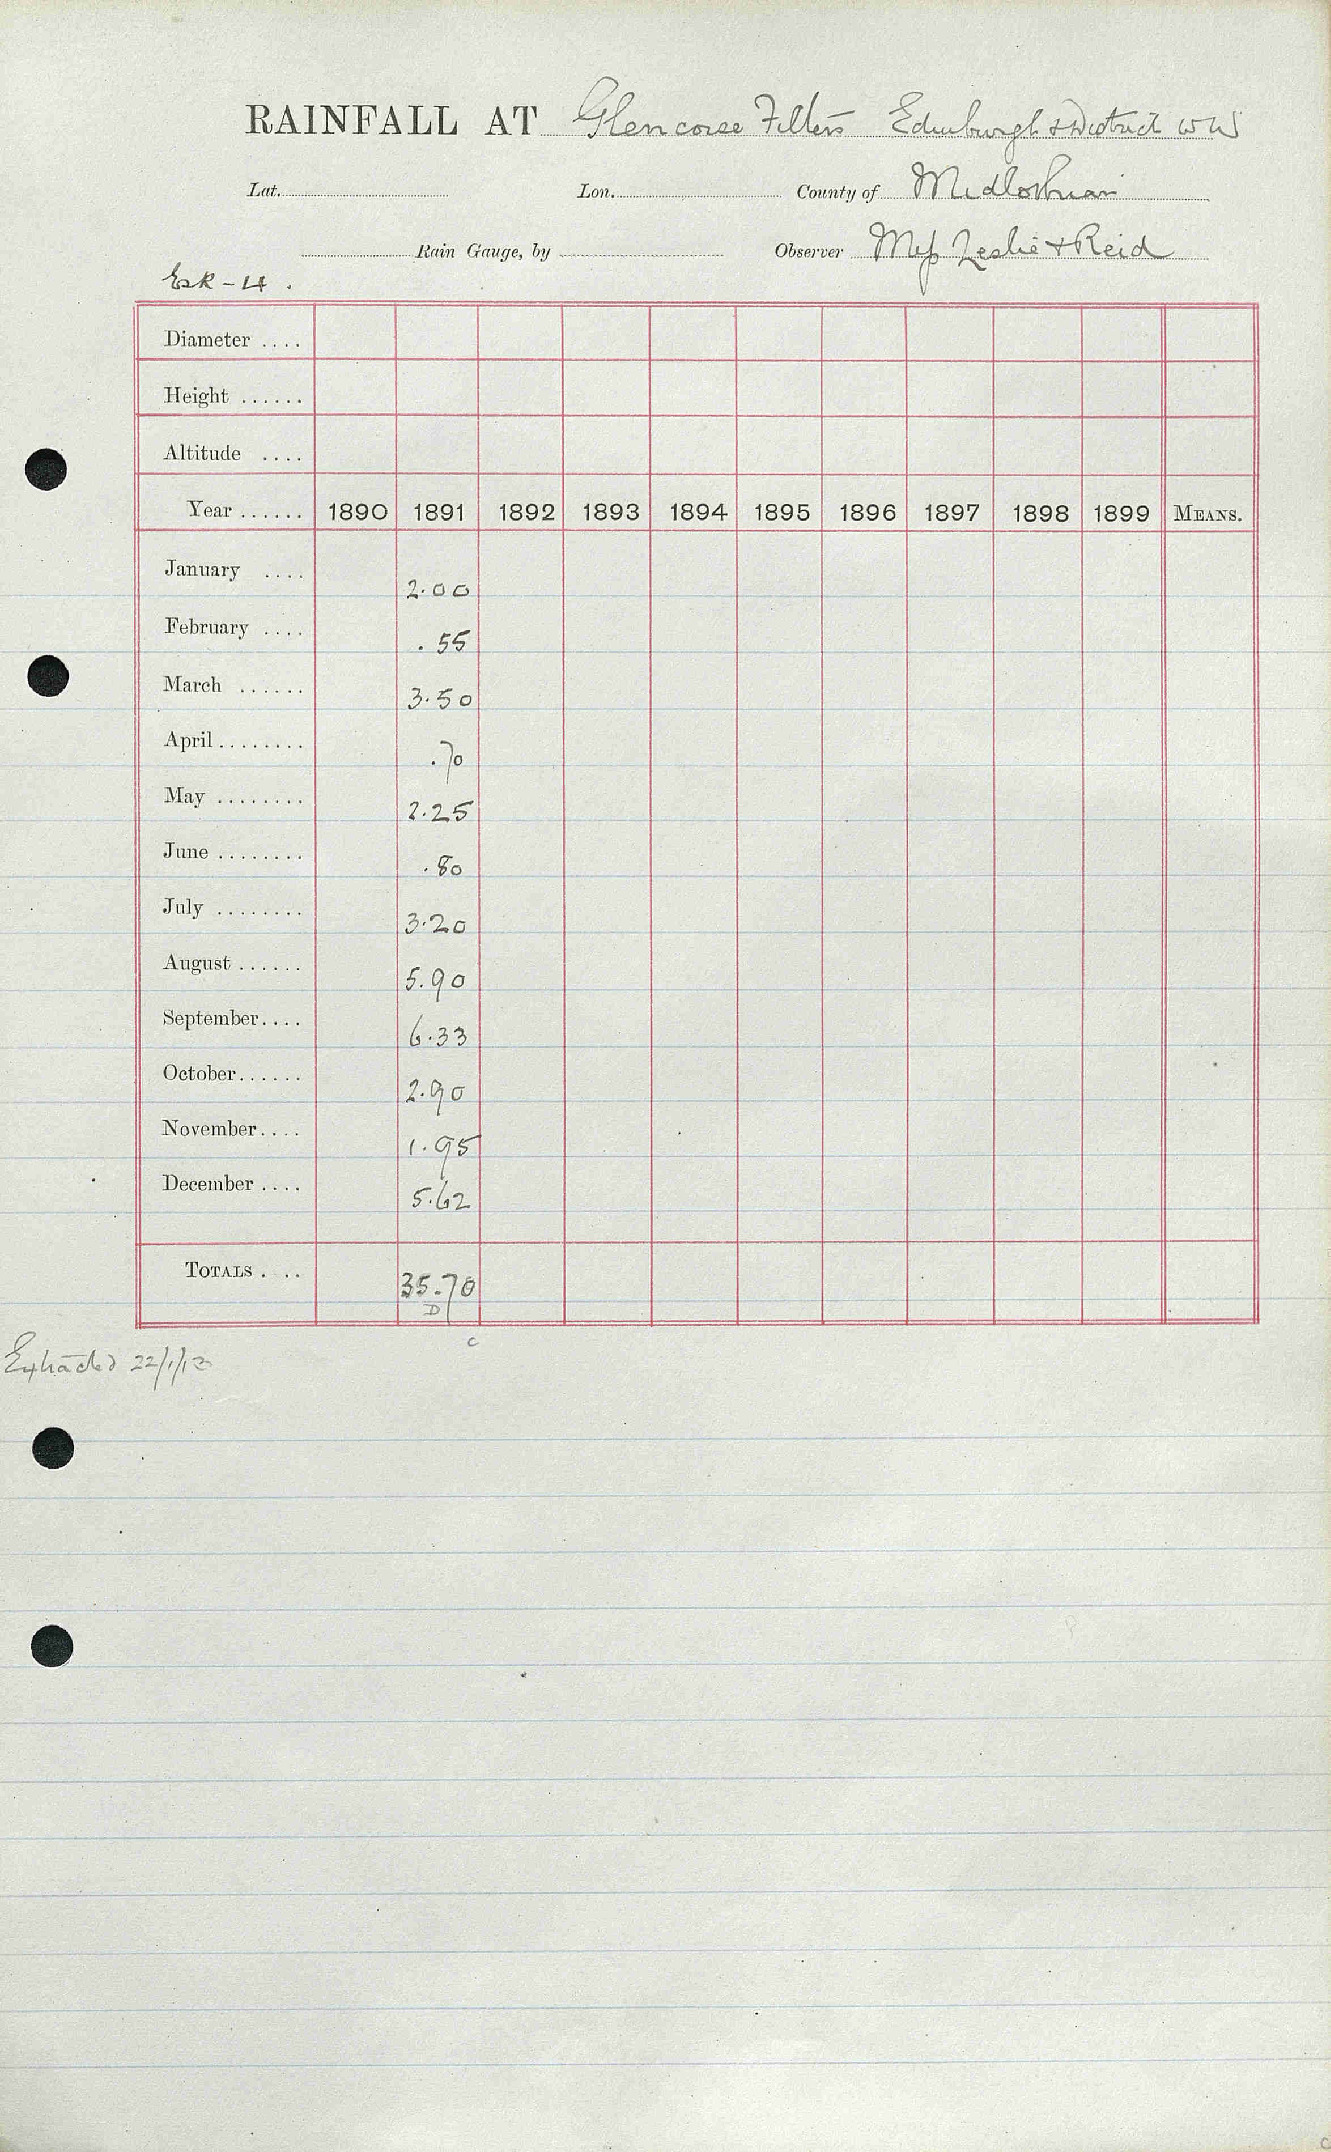 RAINFALL AT Glencorse Filters Edinburgh & District W W
Lat. Lon. County of Midlothian
Rain Gauge, by Observer Mess Leslie & Reid
Esk - 4 .
Diameter ....
Height ......
Altitude ....
Year ...... 1890 1891 1892 1893 1894 1895 1896 1897 1898 1899 MEANS.
January .... 2.00
February .... .55
March ...... 3.50
April ........ .70
May ........ 2.25
June ........ .80
July ........ 3.20
August ...... 5.90
September .... 6.33
October ...... 2.90
November .... 1.95
December .... 5.62
TOTALS .... 35.70
D
C
Extracted 22/1/13